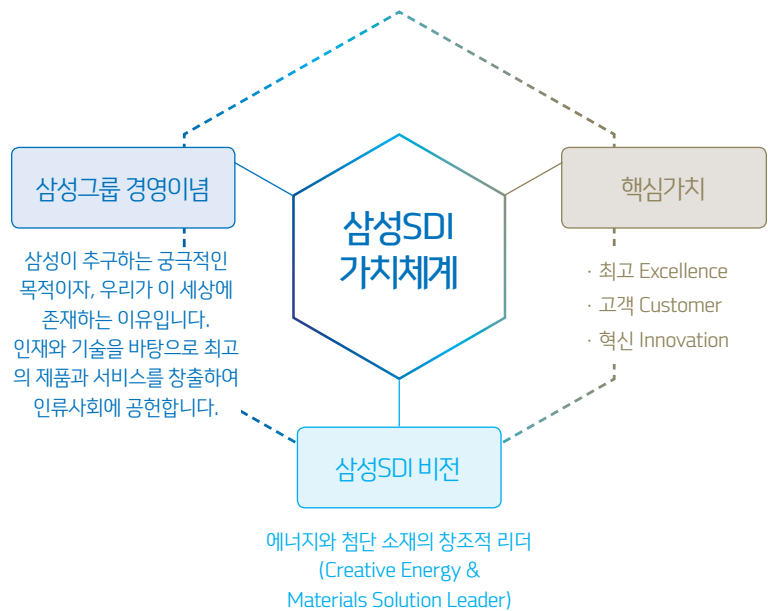 삼성SDI
가치체계
삼성그룹 경영이념
삼성이 추구하는 궁극적인
목적이자, 우리가 이 세상에
존재하는 이유입니다.
인재와 기술을 바탕으로 최고
의 제품과 서비스를 창출하여
인류사회에 공헌합니다.
핵심가치
· 최고 Excellence
· 고객 Customer
· 혁신 Innovation
삼성SDI 비전
에너지와 첨단 소재의 창조적 리더
(Creative Energy &
Materials Solution Leader)